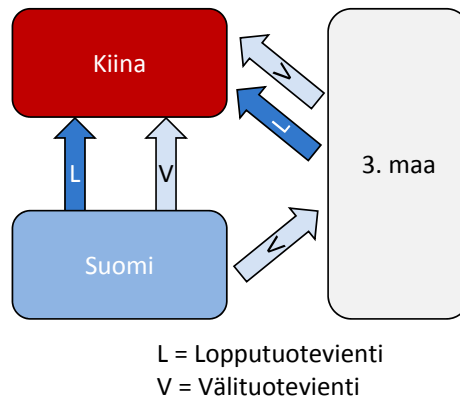 Kiina
V
L
L
V
3. maa
Suomi
V
L = Lopputuotevienti
V = Välituotevienti